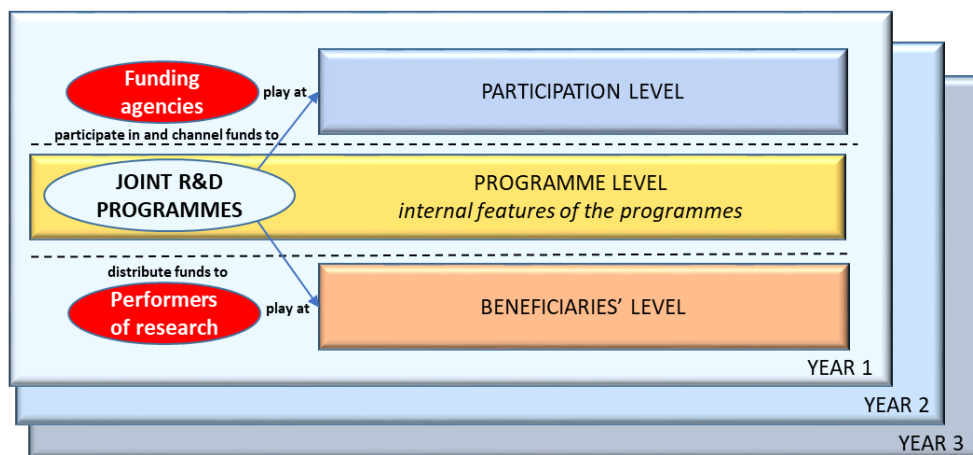 Funding
agencies
play at
PARTICIPATION LEVEL
participate in and channel funds to
JOINT R&D
PROGRAMMES
PROGRAMME LEVEL
internal features of the programmes
distribute funds to
Performers
of research
play at
BENEFICIARIES' LEVEL
YEAR 1
YEAR 2
YEAR 3